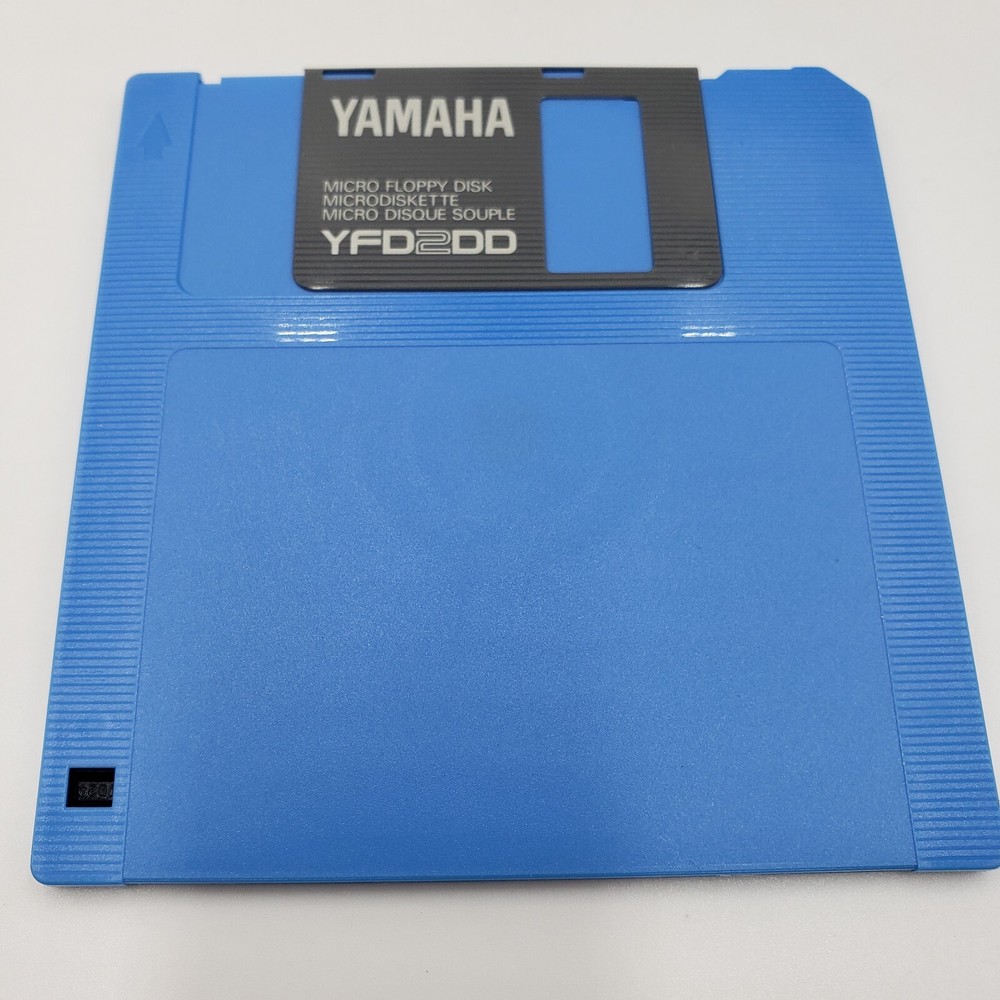 YAMAHA
MICRO FLOPPY DISK
MICRODISKETTE
MICRO DISQUE SOUPLE
YFD2DD